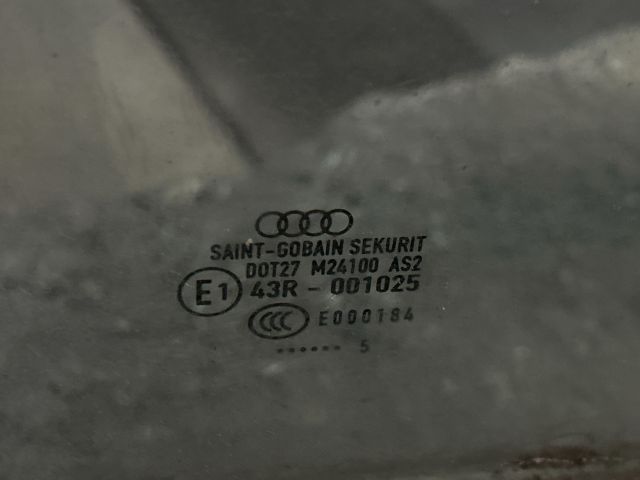 SAINT-GOBAIN SEKURIT
DOT27 M24100 AS2
E1 43R - 001025
CCC E000184
...... 5